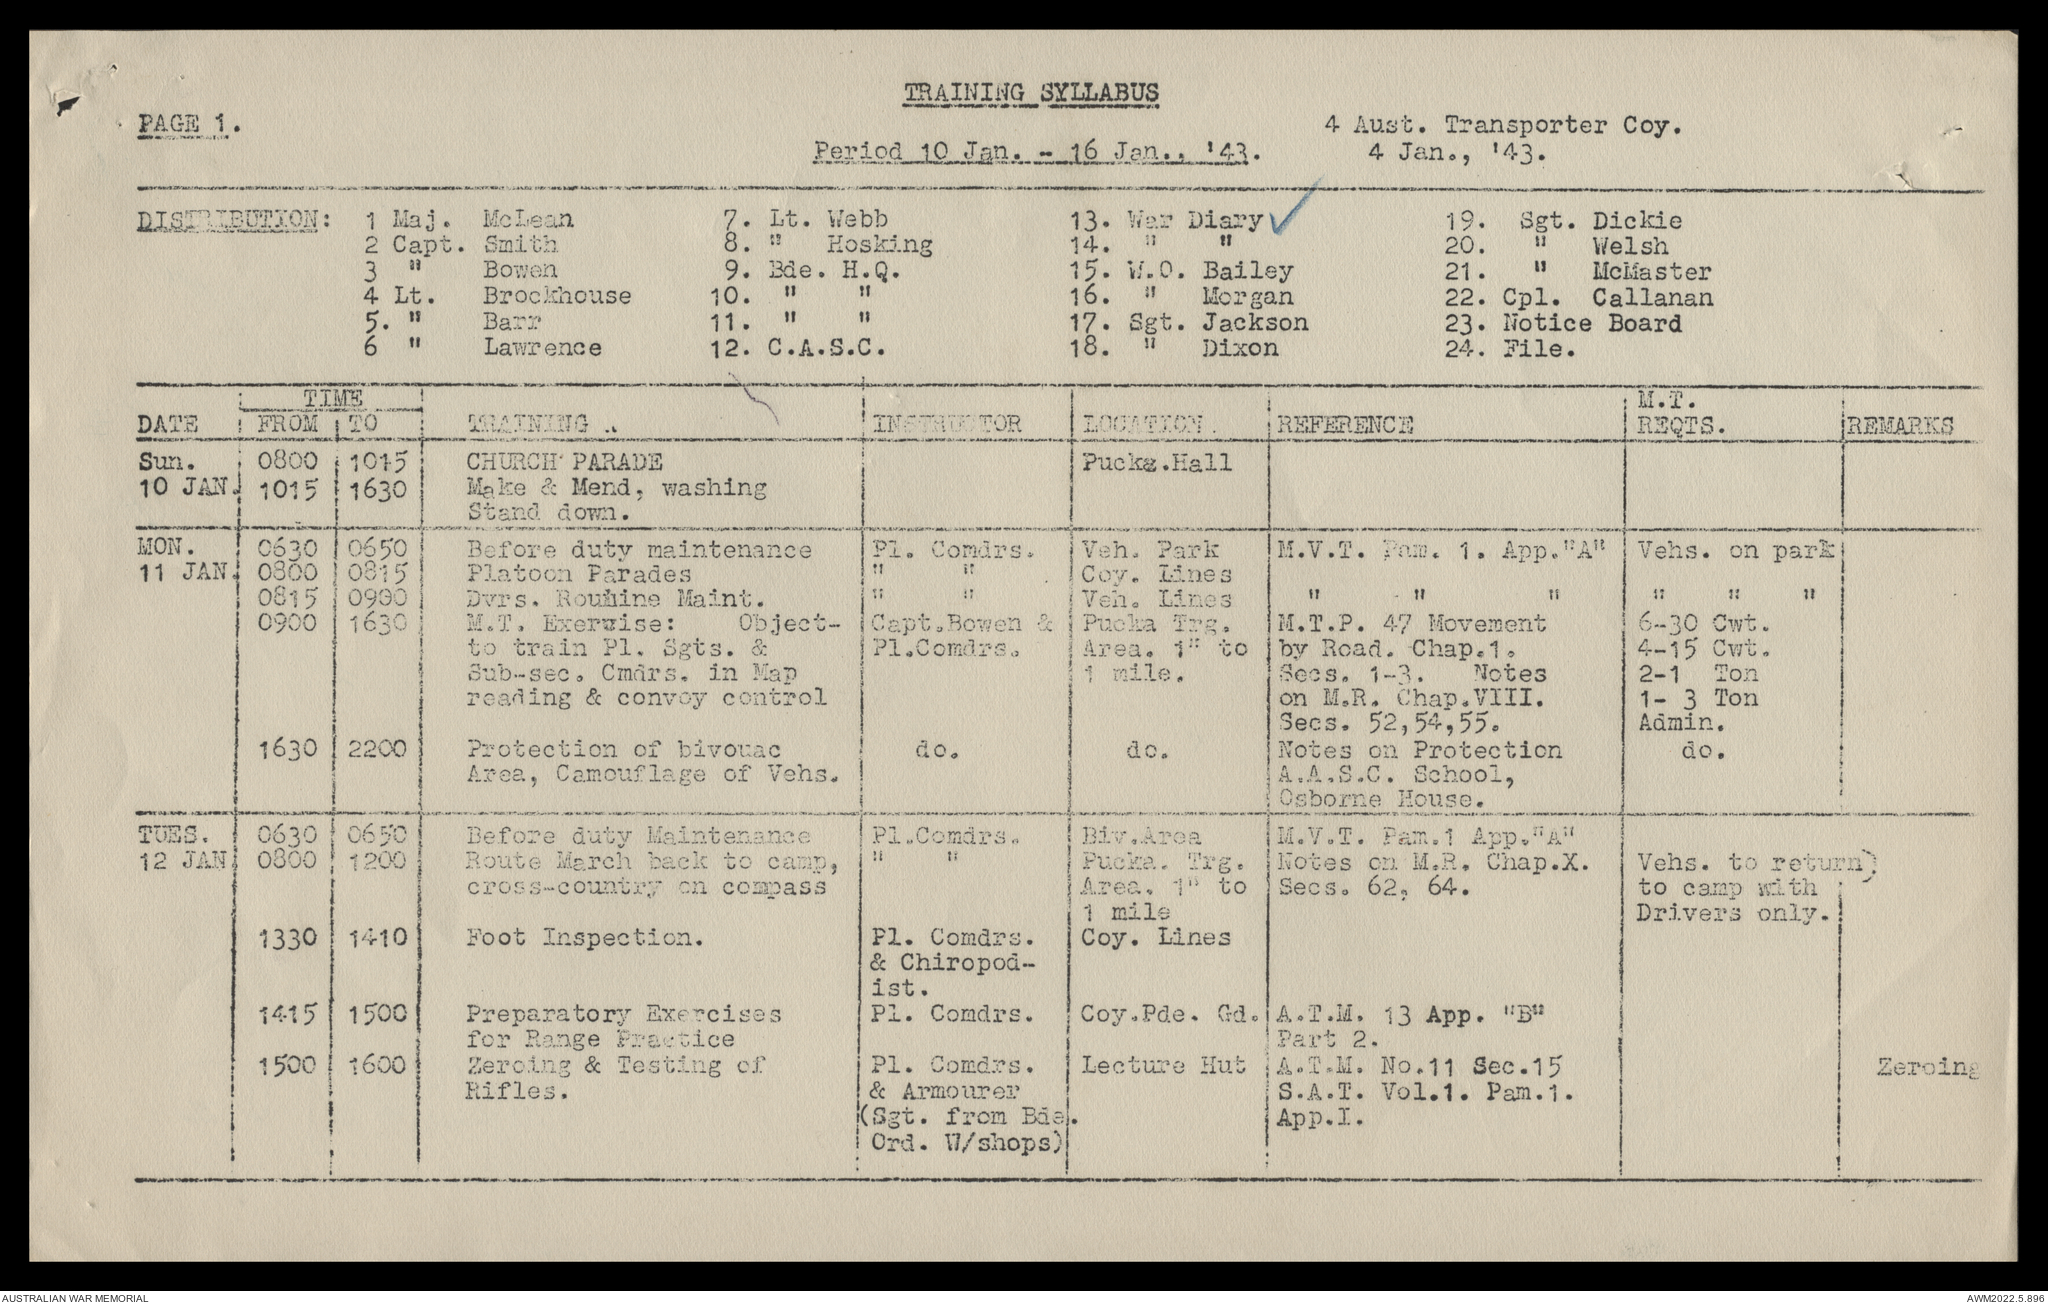 TRAINING SYLLABUS
PAGE 1.
4 Aust. Transporter Coy.
Period 10 Jan. - 16 Jan., '43.
4 Jan., '43.
DISTRIBUTION: 1 Maj. McLean 7. Lt. Webb 13. War Diary 19. Sgt. Dickie
2 Capt. Smith 8. " Hosking 14. " " 20. " Welsh
3 " Bowen 9. Bde. H.Q. 15. W.O. Bailey 21. " McMaster
4 Lt. Brockhouse 10. " " 16. " Morgan 22. Cpl. Callanan
5. " Barr 11. " " 17. Sgt. Jackson 23. Notice Board
6 " Lawrence 12. C.A.S.C. 18. " Dixon 24. File.
TIME M.T.
DATE FROM TO TRAINING INSTRUCTOR LOCATION REFERENCE REQTS. REMARKS
Sun. 0800 1015 CHURCH PARADE Pucka.Hall
10 JAN. 1015 1630 Make & Mend, washing
Stand down.
MON. 0630 0650 Before duty maintenance Pl. Comdrs. Veh. Park M.V.T. Pam. 1. App."A" Vehs. on park
11 JAN. 0800 0815 Platoon Parades " " Coy. Lines
0815 0900 Dvrs. Rouhine Maint. " " Veh. Lines " " " " " "
0900 1630 M.T. Exerwise: Object- Capt.Bowen & Pucka Trg. M.T.P. 47 Movement 6-30 Cwt.
to train Pl. Sgts. & Pl.Comdrs. Area. 1" to by Road. Chap.1. 4-15 Cwt.
Sub-sec. Cmdrs. in Map 1 mile. Secs. 1-3. Notes 2-1 Ton
reading & convoy control on M.R. Chap.VIII. 1- 3 Ton
Secs. 52,54,55. Admin.
1630 2200 Protection of bivouac do. do. Notes on Protection do.
Area, Camouflage of Vehs. A.A.S.C. School,
Osborne House.
TUES. 0630 0650 Before duty Maintenance Pl.Comdrs. Biv.Area M.V.T. Pam.1 App."A"
12 JAN 0800 1200 Route March back to camp, " " Pucka. Trg. Notes on M.R. Chap.X. Vehs. to return)
cross-country on compass Area. 1" to Secs. 62, 64. to camp with
1 mile Drivers only.
1330 1410 Foot Inspection. Pl. Comdrs. Coy. Lines
& Chiropod-
ist.
1415 1500 Preparatory Exercises Pl. Comdrs. Coy.Pde. Gd. A.T.M. 13 App. "B"
for Range Practice Part 2.
1500 1600 Zeroing & Testing of Pl. Comdrs. Lecture Hut A.T.M. No.11 Sec.15 Zeroing
Rifles. & Armourer S.A.T. Vol.1. Pam.1.
(Sgt. from Bde. App.I.
Ord. W/shops)
AUSTRALIAN WAR MEMORIAL AWM2022.5.896